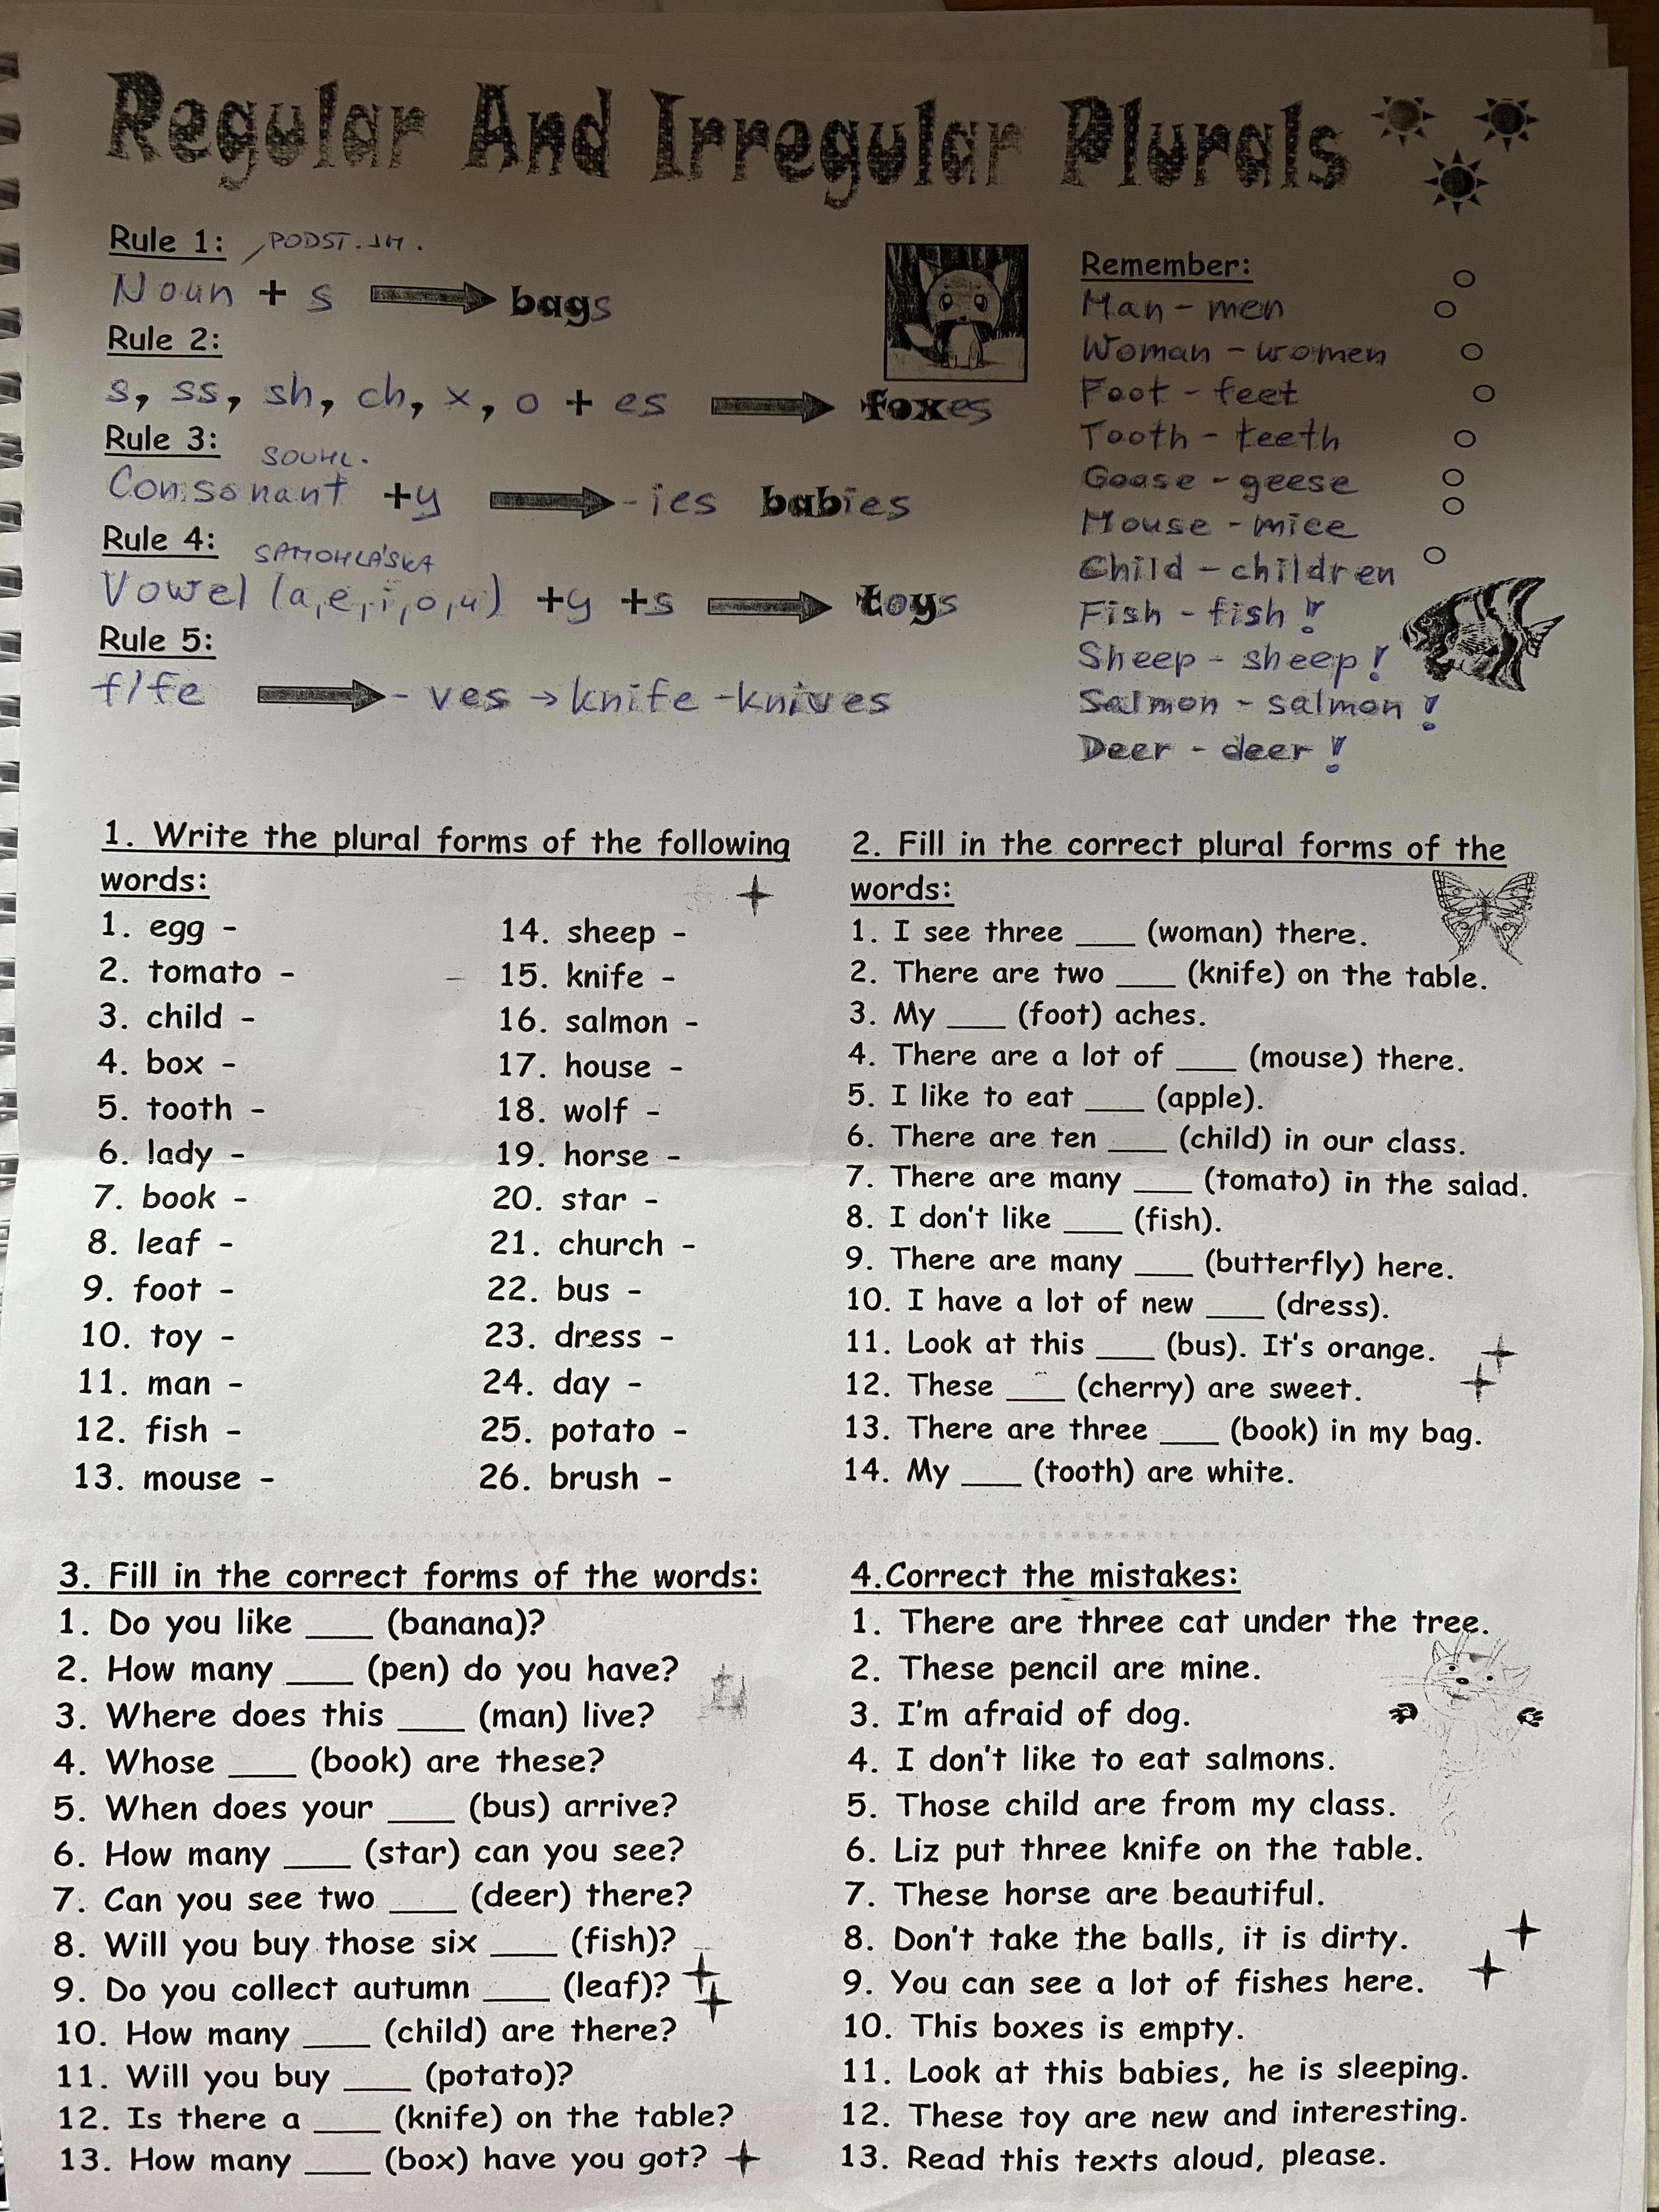 Regular And Irregular Plurals
Rule 1: PODST. JM.
Noun + s bags
Rule 2:
s, ss, sh, ch, x, o + es foxes
Rule 3: SOUHL.
Consonant +y -ies babies
Rule 4: SAMOHLÁSKA
Vowel (a,e,i,o,u) +y +s toys
Rule 5:
f/fe - ves → knife -knives
Remember:
Man - men
Woman - women
Foot - feet
Tooth - teeth
Goose - geese
Mouse - mice
Child - children
Fish - fish!
Sheep - sheep!
Salmon - salmon!
Deer - deer!
1. Write the plural forms of the following
words:
1. egg -
2. tomato -
3. child -
4. box -
5. tooth -
6. lady -
7. book -
8. leaf -
9. foot -
10. toy -
11. man -
12. fish -
13. mouse -
14. sheep -
15. knife -
16. salmon -
17. house -
18. wolf -
19. horse -
20. star -
21. church -
22. bus -
23. dress -
24. day -
25. potato -
26. brush -
2. Fill in the correct plural forms of the
words:
1. I see three ___ (woman) there.
2. There are two ___ (knife) on the table.
3. My ___ (foot) aches.
4. There are a lot of ___ (mouse) there.
5. I like to eat ___ (apple).
6. There are ten ___ (child) in our class.
7. There are many ___ (tomato) in the salad.
8. I don't like ___ (fish).
9. There are many ___ (butterfly) here.
10. I have a lot of new ___ (dress).
11. Look at this ___ (bus). It's orange.
12. These ___ (cherry) are sweet.
13. There are three ___ (book) in my bag.
14. My ___ (tooth) are white.
3. Fill in the correct forms of the words:
1. Do you like ___ (banana)?
2. How many ___ (pen) do you have?
3. Where does this ___ (man) live?
4. Whose ___ (book) are these?
5. When does your ___ (bus) arrive?
6. How many ___ (star) can you see?
7. Can you see two ___ (deer) there?
8. Will you buy those six ___ (fish)?
9. Do you collect autumn ___ (leaf)?
10. How many ___ (child) are there?
11. Will you buy ___ (potato)?
12. Is there a ___ (knife) on the table?
13. How many ___ (box) have you got?
4.Correct the mistakes:
1. There are three cat under the tree.
2. These pencil are mine.
3. I'm afraid of dog.
4. I don't like to eat salmons.
5. Those child are from my class.
6. Liz put three knife on the table.
7. These horse are beautiful.
8. Don't take the balls, it is dirty.
9. You can see a lot of fishes here.
10. This boxes is empty.
11. Look at this babies, he is sleeping.
12. These toy are new and interesting.
13. Read this texts aloud, please.